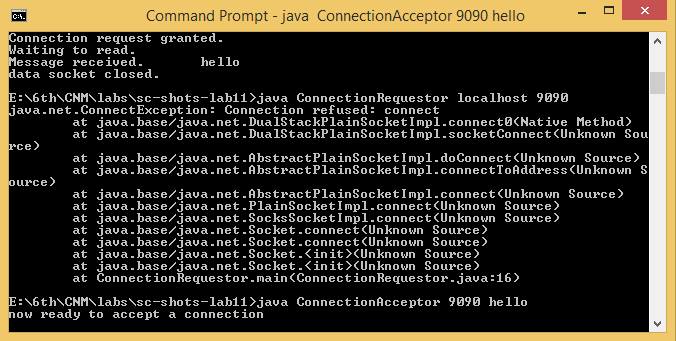 Command Prompt - java  ConnectionAcceptor 9090 hello
Connection request granted.
Waiting to read.
Message received.       hello
data socket closed.
E:\6th\CNM\labs\sc-shots-lab11>java ConnectionRequestor localhost 9090
java.net.ConnectException: Connection refused: connect
        at java.base/java.net.DualStackPlainSocketImpl.connect0(Native Method)
        at java.base/java.net.DualStackPlainSocketImpl.socketConnect(Unknown Sou
rce)
        at java.base/java.net.AbstractPlainSocketImpl.doConnect(Unknown Source)
        at java.base/java.net.AbstractPlainSocketImpl.connectToAddress(Unknown S
ource)
        at java.base/java.net.AbstractPlainSocketImpl.connect(Unknown Source)
        at java.base/java.net.PlainSocketImpl.connect(Unknown Source)
        at java.base/java.net.SocksSocketImpl.connect(Unknown Source)
        at java.base/java.net.Socket.connect(Unknown Source)
        at java.base/java.net.Socket.connect(Unknown Source)
        at java.base/java.net.Socket.<init>(Unknown Source)
        at java.base/java.net.Socket.<init>(Unknown Source)
        at ConnectionRequestor.main(ConnectionRequestor.java:16)
E:\6th\CNM\labs\sc-shots-lab11>java ConnectionAcceptor 9090 hello
now ready to accept a connection